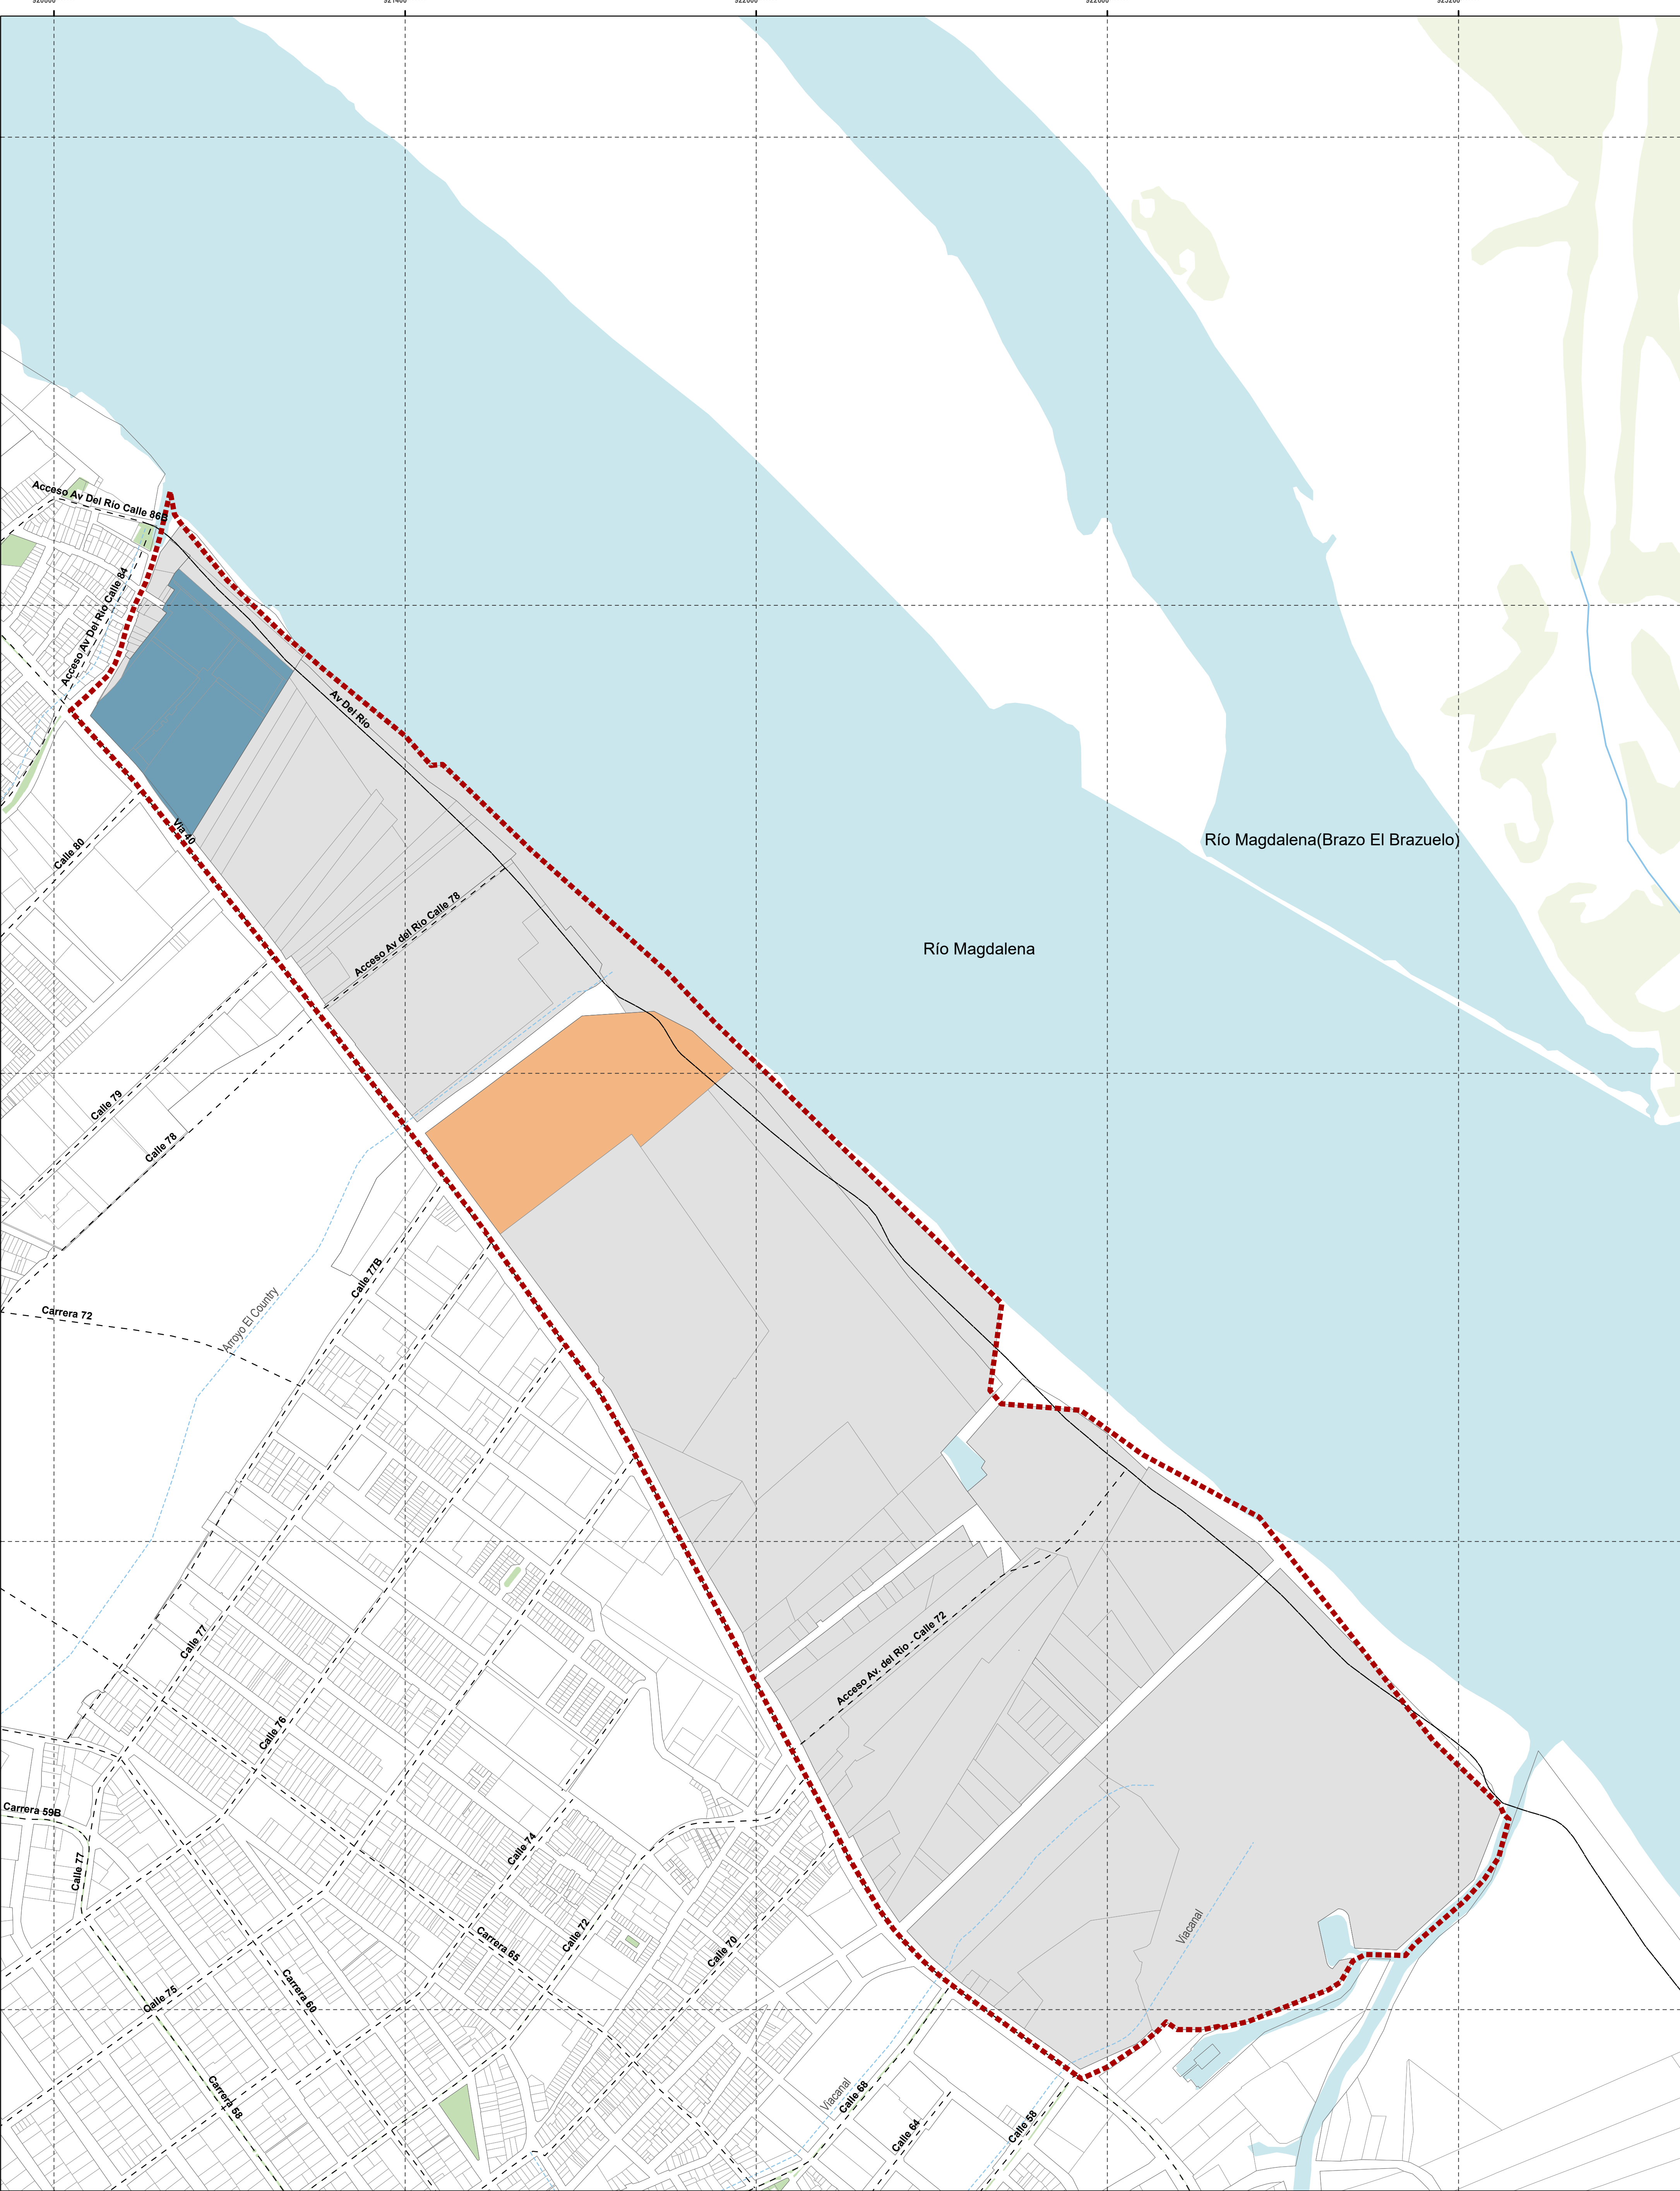 Acceso Av Del Río Calle 86B
Acceso Av Del Rio Calle 84
Av Del Rio
Vía 40
Calle 80
Río Magdalena(Brazo El Brazuelo)
Acceso Av del Río Calle 78
Río Magdalena
Calle 79
Calle 78
Calle 77B
Arroyo El Country
Carrera 72
Calle 77
Acceso Av. del Río - Calle 72
Calle 76
Carrera 59B
Calle 74
Calle 77
Carrera 65
Calle 72
Calle 70
Viacanal
Calle 75
Carrera 60
Carrera 58
Viacanal
Calle 68
Calle 64
Calle 58